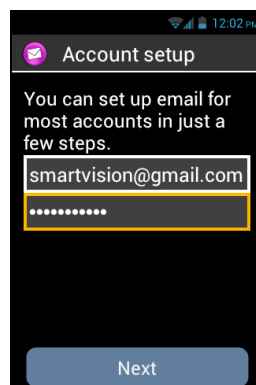 12:02 PM
Account setup
You can set up email for
most accounts in just a
few steps.
smartvision@gmail.com
•••••••••••
Next